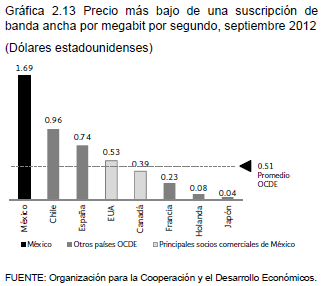 Gráfica 2.13 Precio más bajo de una suscripción de
banda ancha por megabit por segundo, septiembre 2012
(Dólares estadounidenses)
1.69
0.96
0.74
0.53
0.39
0.23
0.08
0.04
0.51
Promedio
OCDE
México
Chile
España
EUA
Canadá
Francia
Holanda
Japón
México
Otros países OCDE
Principales socios comerciales de México
FUENTE: Organización para la Cooperación y el Desarrollo Económicos.